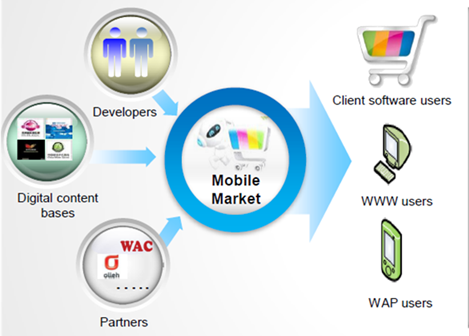 Developers
Digital content
bases
WAC
olleh
.....
Partners
Mobile
Market
Client software users
WWW users
WAP users